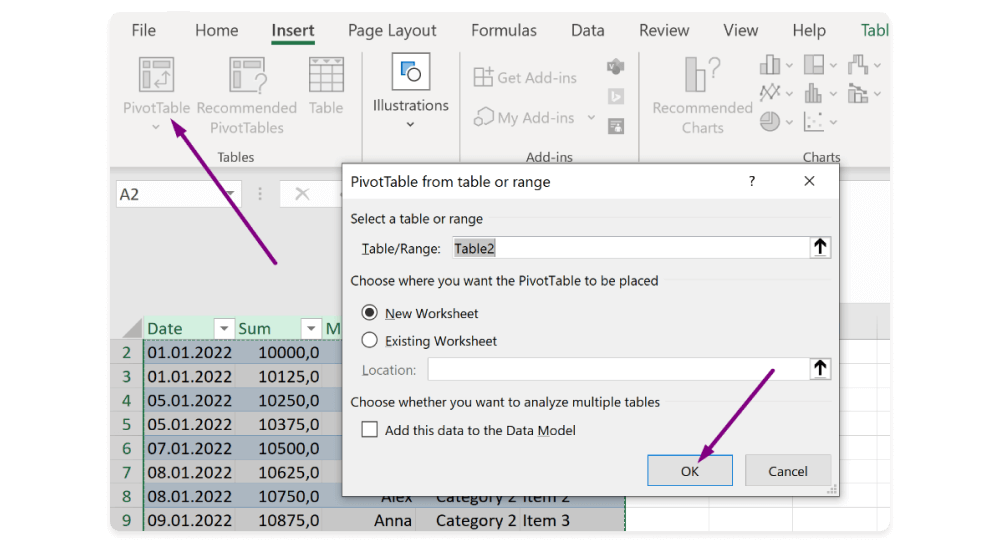 File Home Insert Page Layout Formulas Data Review View Help Tabl
PivotTable Recommended PivotTables Table
Illustrations
Get Add-ins
My Add-ins
Recommended Charts
Tables
Add-ins
Charts
A2
PivotTable from table or range ?
Select a table or range
Table/Range: Table2
Choose where you want the PivotTable to be placed
New Worksheet
Existing Worksheet
Location:
Choose whether you want to analyze multiple tables
Add this data to the Data Model
OK Cancel
Date Sum M
2 01.01.2022 10000,0
3 01.01.2022 10125,0
4 05.01.2022 10250,0
5 05.01.2022 10375,0
6 07.01.2022 10500,0
7 08.01.2022 10625,0
8 08.01.2022 10750,0 Alex Category 2 Item 2
9 09.01.2022 10875,0 Anna Category 2 Item 3